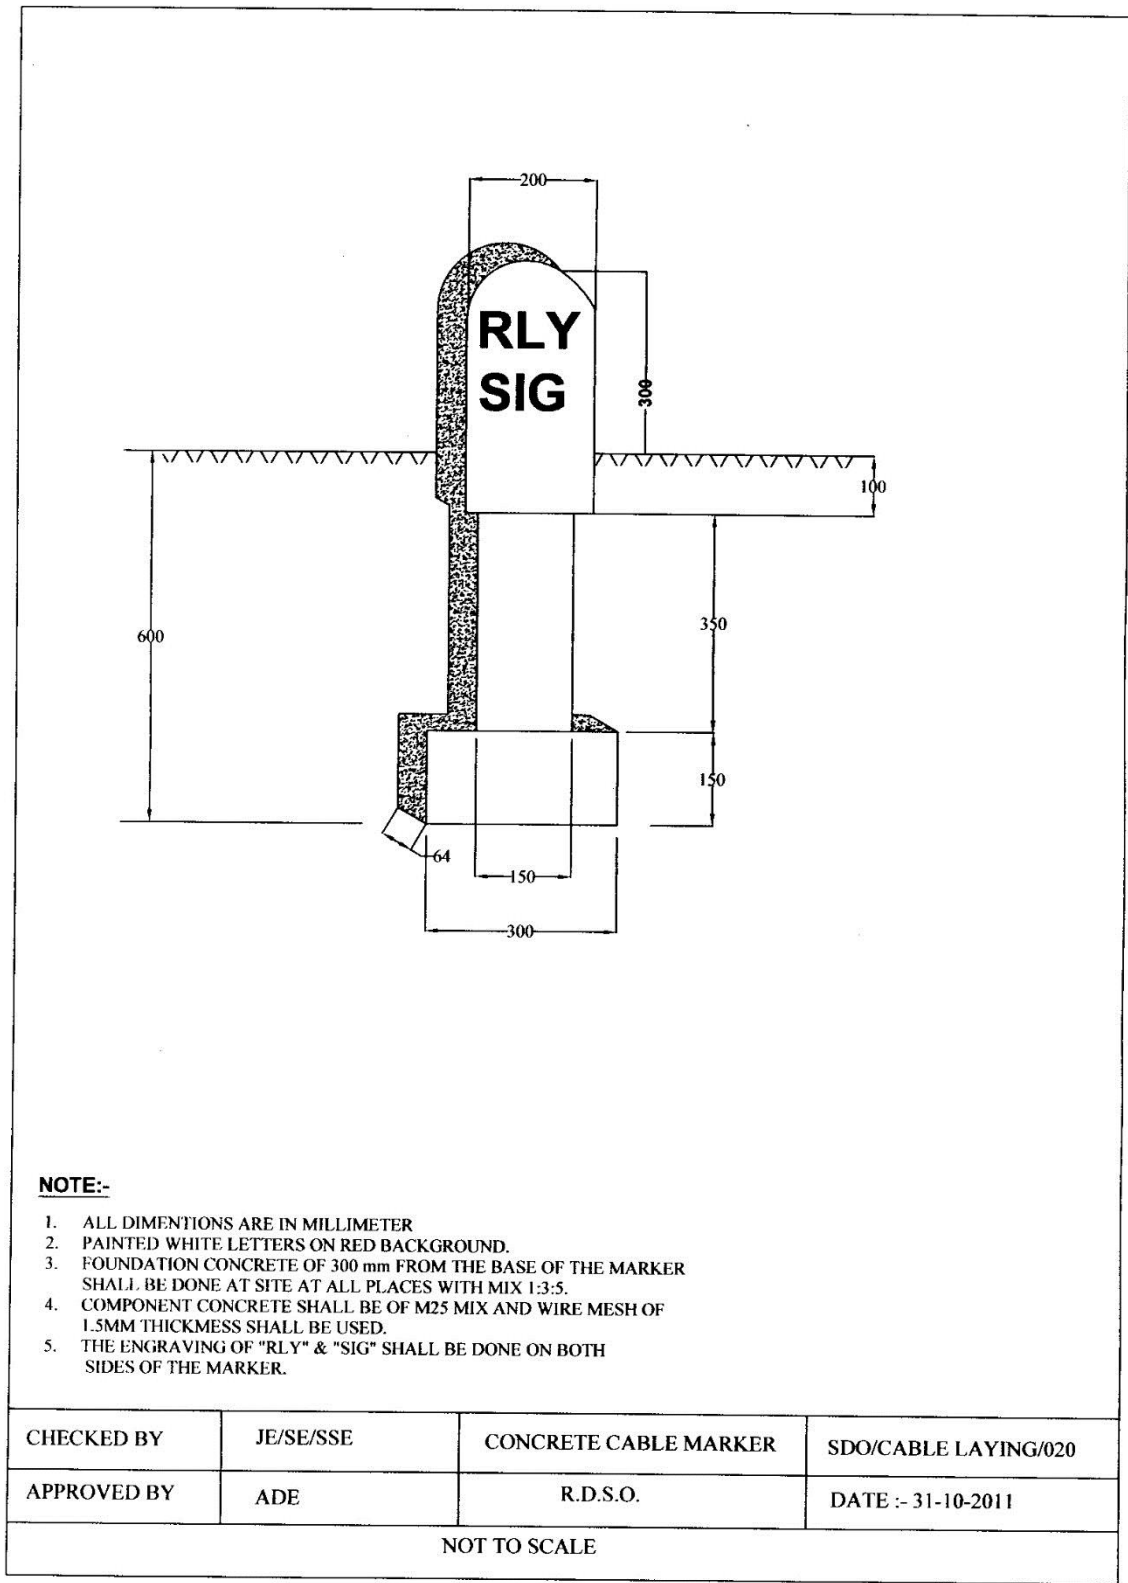 200
RLY
SIG
300
100
600
350
150
64
150
300
NOTE:-
1. ALL DIMENTIONS ARE IN MILLIMETER
2. PAINTED WHITE LETTERS ON RED BACKGROUND.
3. FOUNDATION CONCRETE OF 300 mm FROM THE BASE OF THE MARKER
SHALL BE DONE AT SITE AT ALL PLACES WITH MIX 1:3:5.
4. COMPONENT CONCRETE SHALL BE OF M25 MIX AND WIRE MESH OF
1.5MM THICKMESS SHALL BE USED.
5. THE ENGRAVING OF "RLY" & "SIG" SHALL BE DONE ON BOTH
SIDES OF THE MARKER.
CHECKED BY JE/SE/SSE CONCRETE CABLE MARKER SDO/CABLE LAYING/020
APPROVED BY ADE R.D.S.O. DATE :- 31-10-2011
NOT TO SCALE